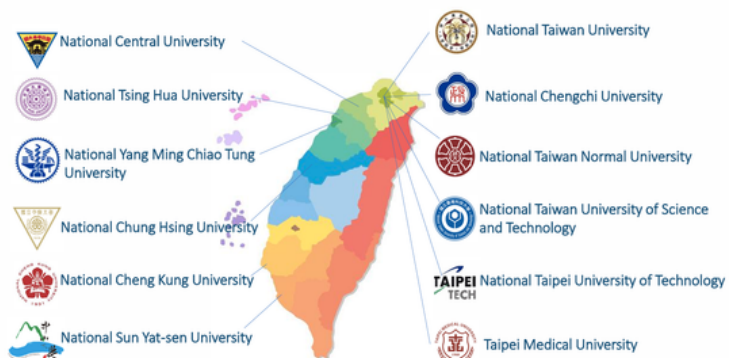 National Central University
National Tsing Hua University
National Yang Ming Chiao Tung
University
National Chung Hsing University
National Cheng Kung University
National Sun Yat-sen University
National Taiwan University
National Chengchi University
National Taiwan Normal University
National Taiwan University of Science
and Technology
TAIPEI
TECH
National Taipei University of Technology
Taipei Medical University